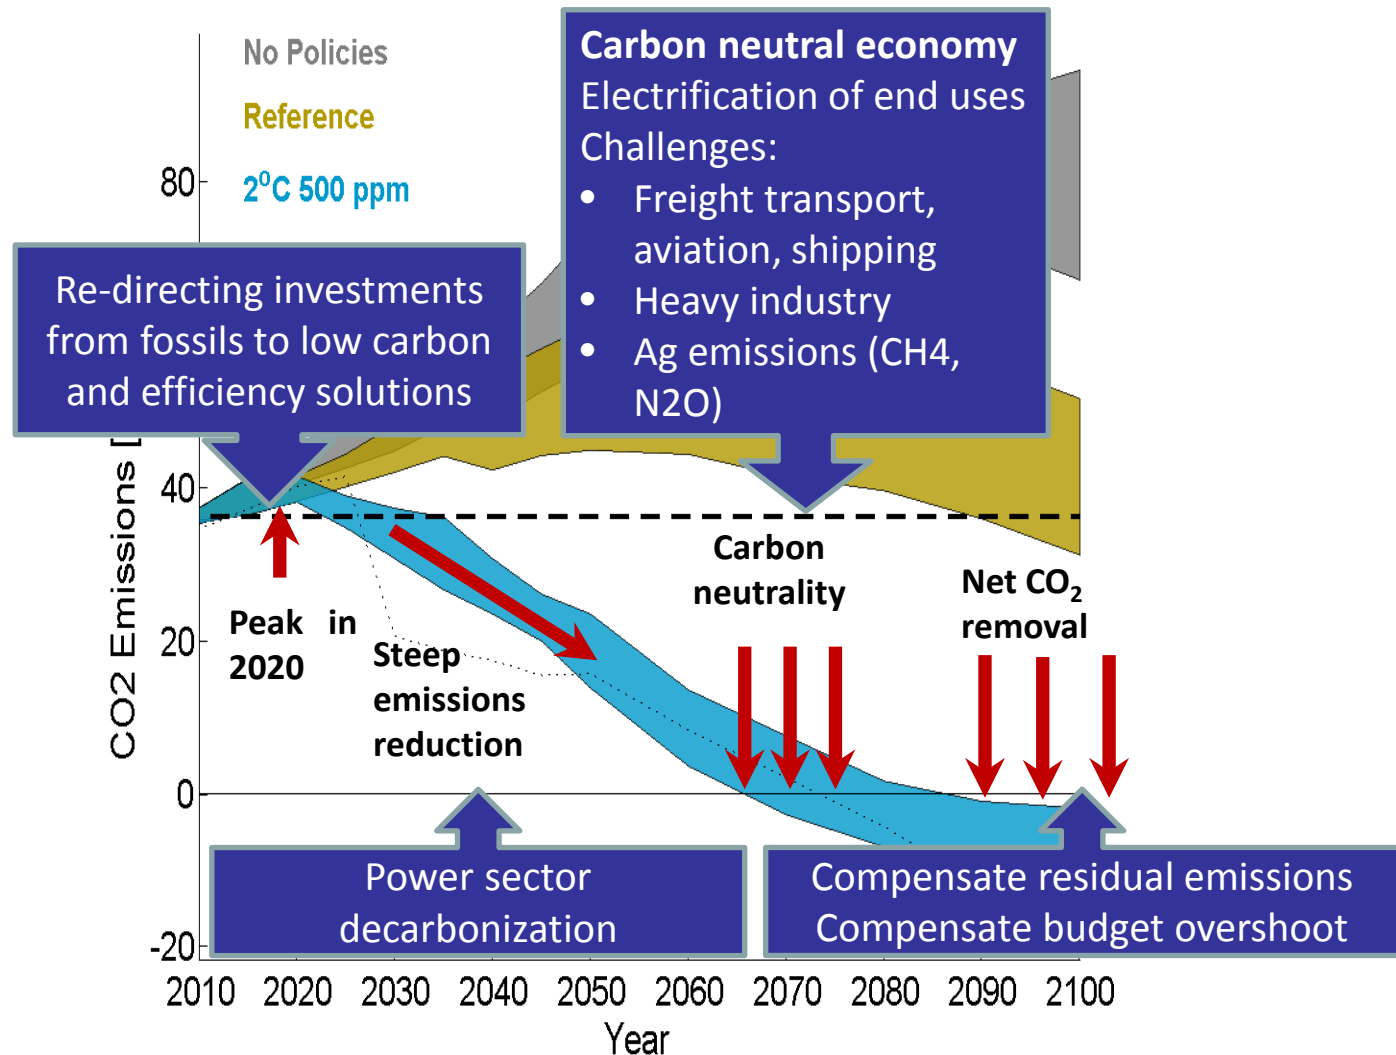 No Policies
Reference
2⁰C 500 ppm
Carbon neutral economy
Electrification of end uses
Challenges:
• Freight transport,
aviation, shipping
• Heavy industry
• Ag emissions (CH4,
N2O)
Re-directing investments
from fossils to low carbon
and efficiency solutions
80
40
20
0
-20
CO2 Emissions [
Peak in
2020
Steep
emissions
reduction
Carbon
neutrality
Net CO₂
removal
Power sector
decarbonization
Compensate residual emissions
Compensate budget overshoot
2010 2020 2030 2040 2050 2060 2070 2080 2090 2100
Year